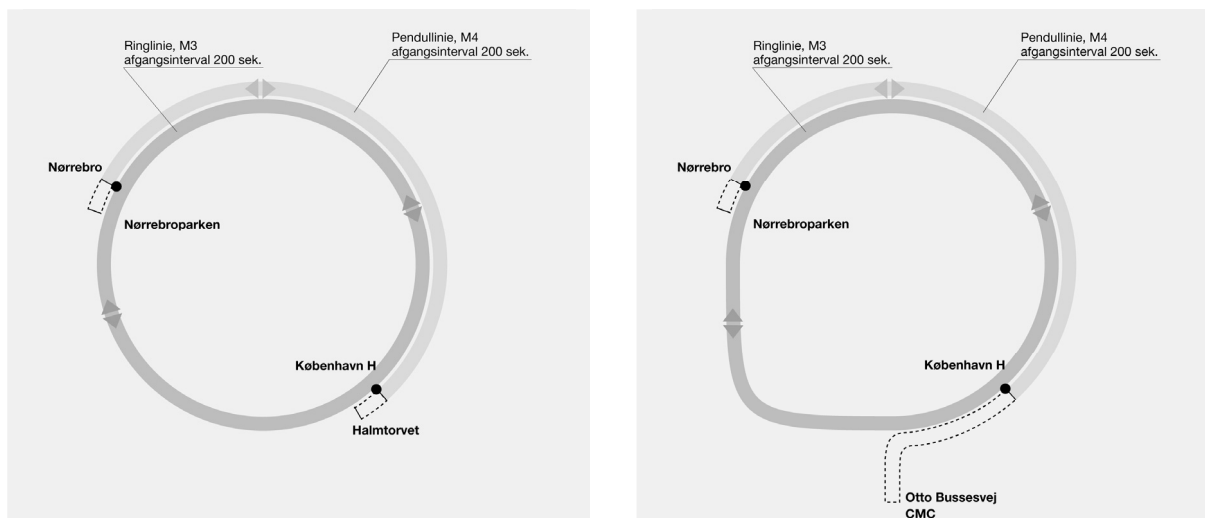 Ringlinie, M3
afgangsinterval 200 sek.
Pendullinie, M4
afgangsinterval 200 sek.
Nørrebro
Nørrebroparken
København H
Halmtorvet
Ringlinie, M3
afgangsinterval 200 sek.
Pendullinie, M4
afgangsinterval 200 sek.
Nørrebro
Nørrebroparken
København H
Otto Bussesvej
CMC